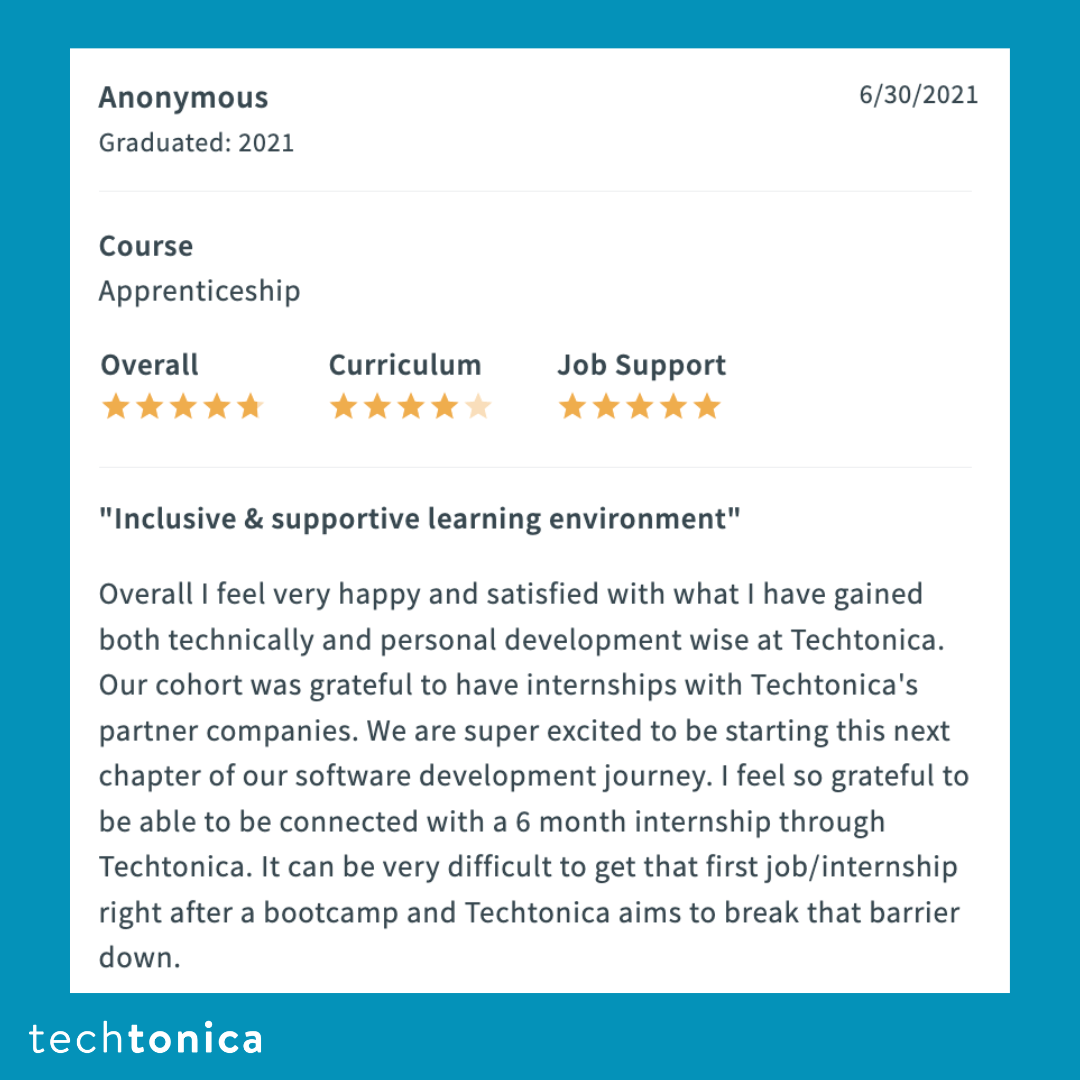 Anonymous
6/30/2021
Graduated: 2021
Course
Apprenticeship
Overall
Curriculum
Job Support
"Inclusive & supportive learning environment"
Overall I feel very happy and satisfied with what I have gained
both technically and personal development wise at Techtonica.
Our cohort was grateful to have internships with Techtonica's
partner companies. We are super excited to be starting this next
chapter of our software development journey. I feel so grateful to
be able to be connected with a 6 month internship through
Techtonica. It can be very difficult to get that first job/internship
right after a bootcamp and Techtonica aims to break that barrier
down.
techtonica